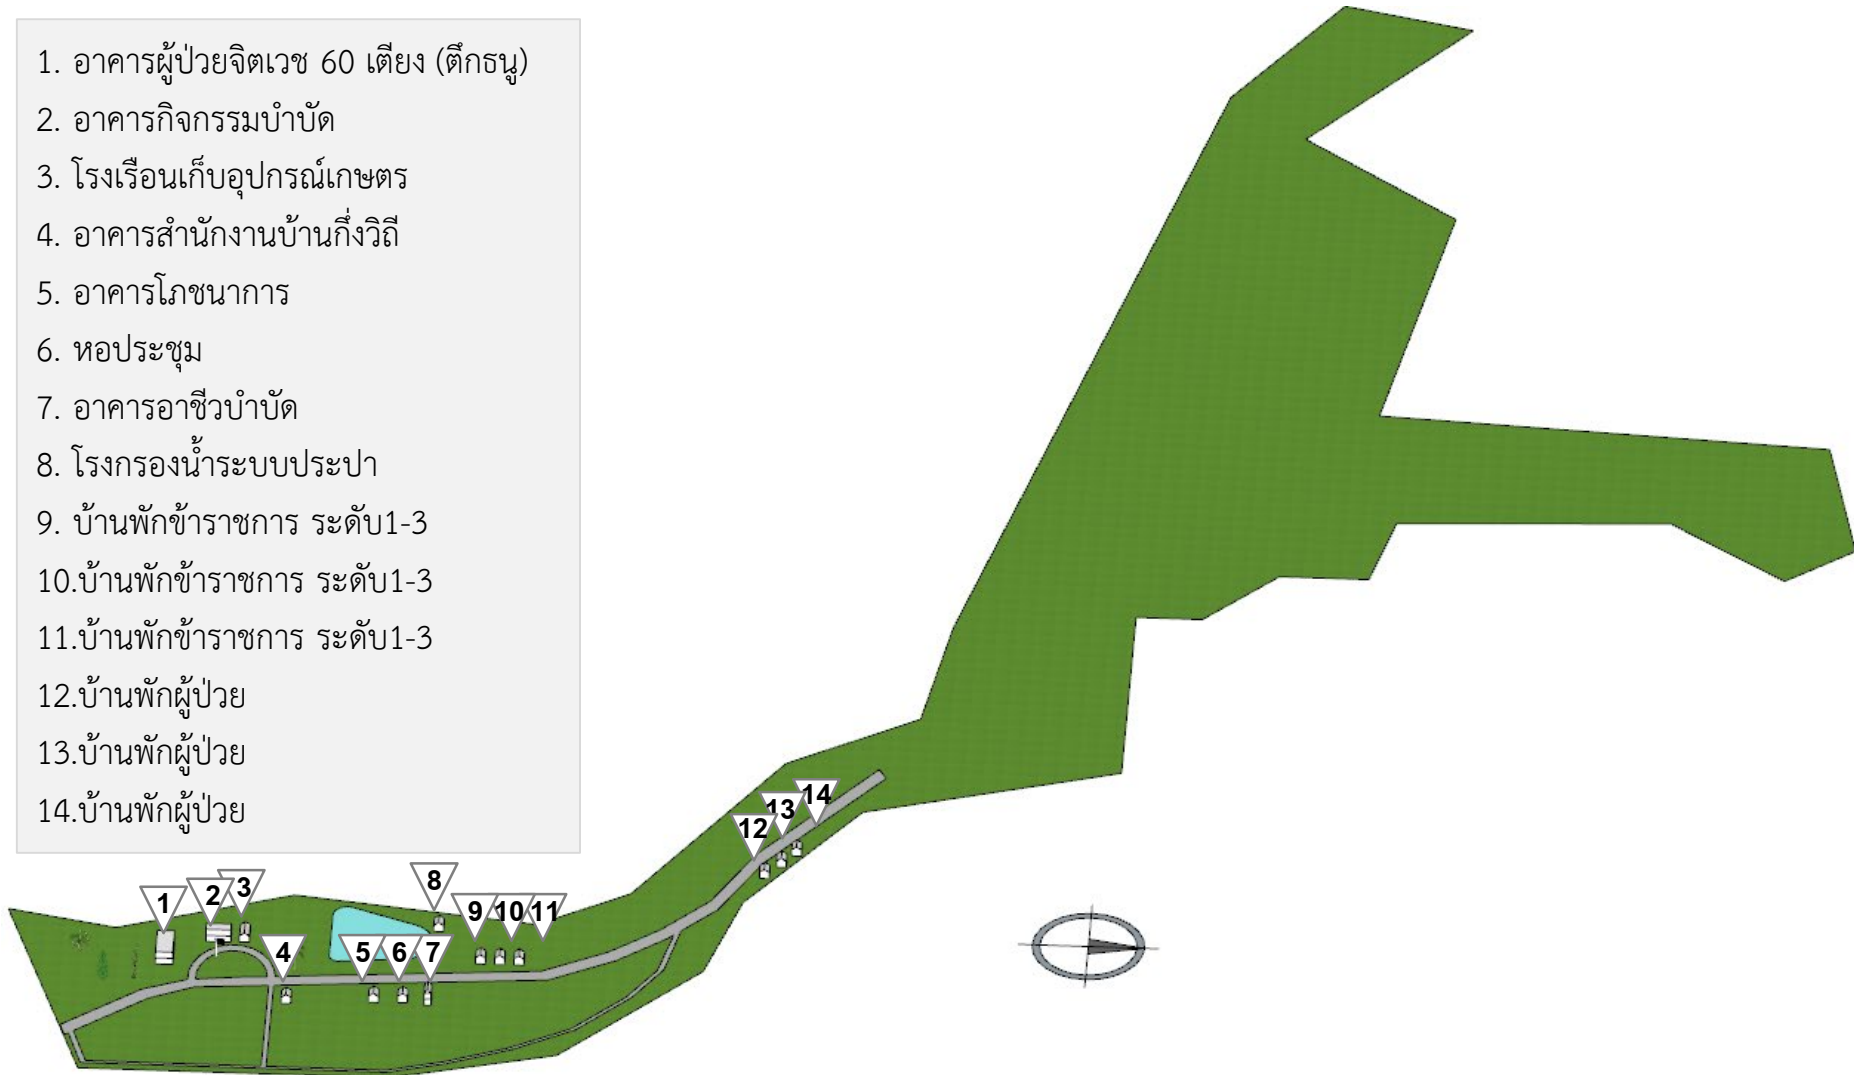 1. อาคารผู้ป่วยจิตเวช 60 เตียง (ตึกธนู)
2. อาคารกิจกรรมบำบัด
3. โรงเรือนเก็บอุปกรณ์เกษตร
4. อาคารสำนักงานบ้านกึ่งวิถี
5. อาคารโภชนาการ
6. หอประชุม
7. อาคารอาชีวบำบัด
8. โรงกรองน้ำระบบประปา
9. บ้านพักข้าราชการ ระดับ1-3
10.บ้านพักข้าราชการ ระดับ1-3
11.บ้านพักข้าราชการ ระดับ1-3
12.บ้านพักผู้ป่วย
13.บ้านพักผู้ป่วย
14.บ้านพักผู้ป่วย
14
13
12
8
3
2
1
9
10
11
4
5
6
7